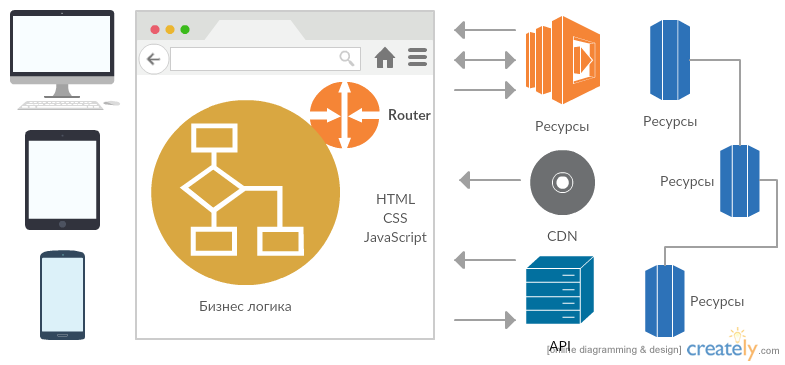 Router
HTML
CSS
JavaScript
Бизнес логика
Ресурсы
CDN
API
Ресурсы
Ресурсы
Ресурсы
[online diagramming & design]
creately.com